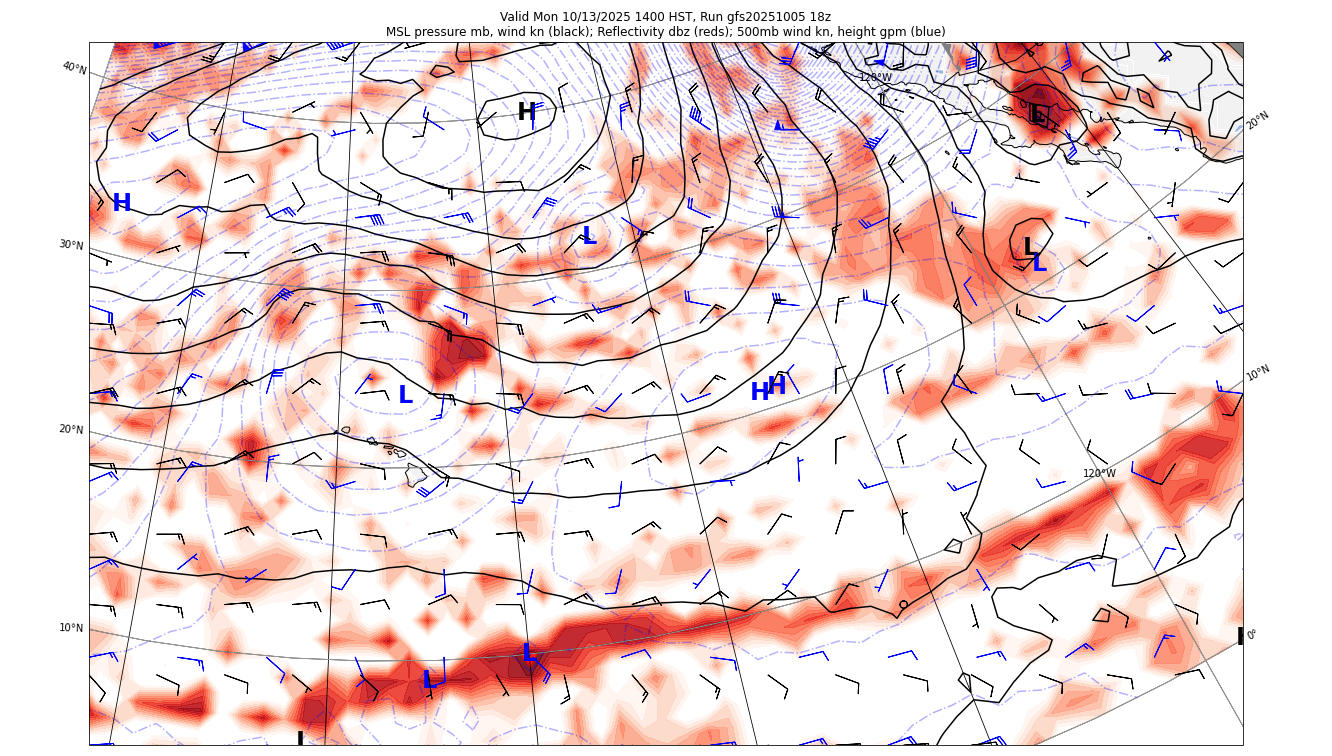 Valid Mon 10/13/2025 1400 HST, Run gfs20251005 18z
MSL pressure mb, wind kn (black); Reflectivity dbz (reds); 500mb wind kn, height gpm (blue)
40°N
120°W
L
20°N
H
H
L
30°N
L
L
10°N
H
H
L
20°N
120°W
10°N
0°
L
L